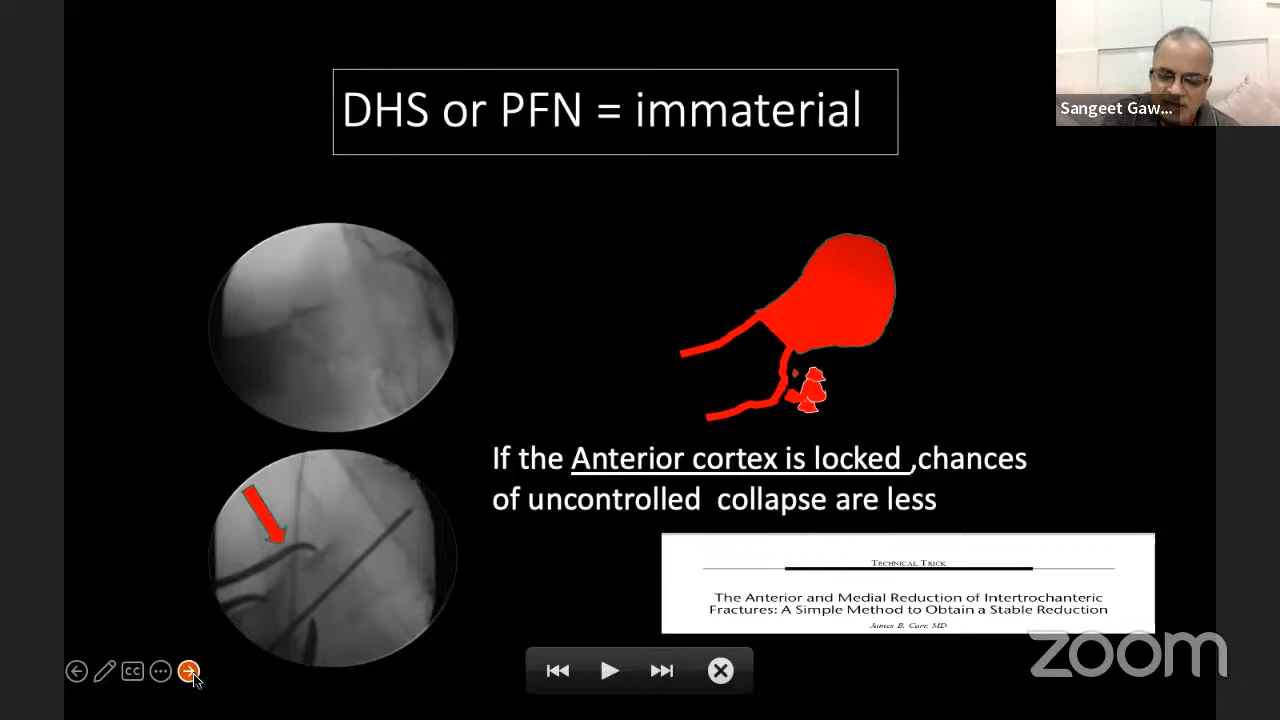 DHS or PFN = immaterial
Sangeet Gaw...
If the Anterior cortex is locked ,chances
of uncontrolled collapse are less
TECHNICAL TRICK
The Anterior and Medial Reduction of Intertrochanteric
Fractures: A Simple Method to Obtain a Stable Reduction
James B. Carr, MD
zoom
CC